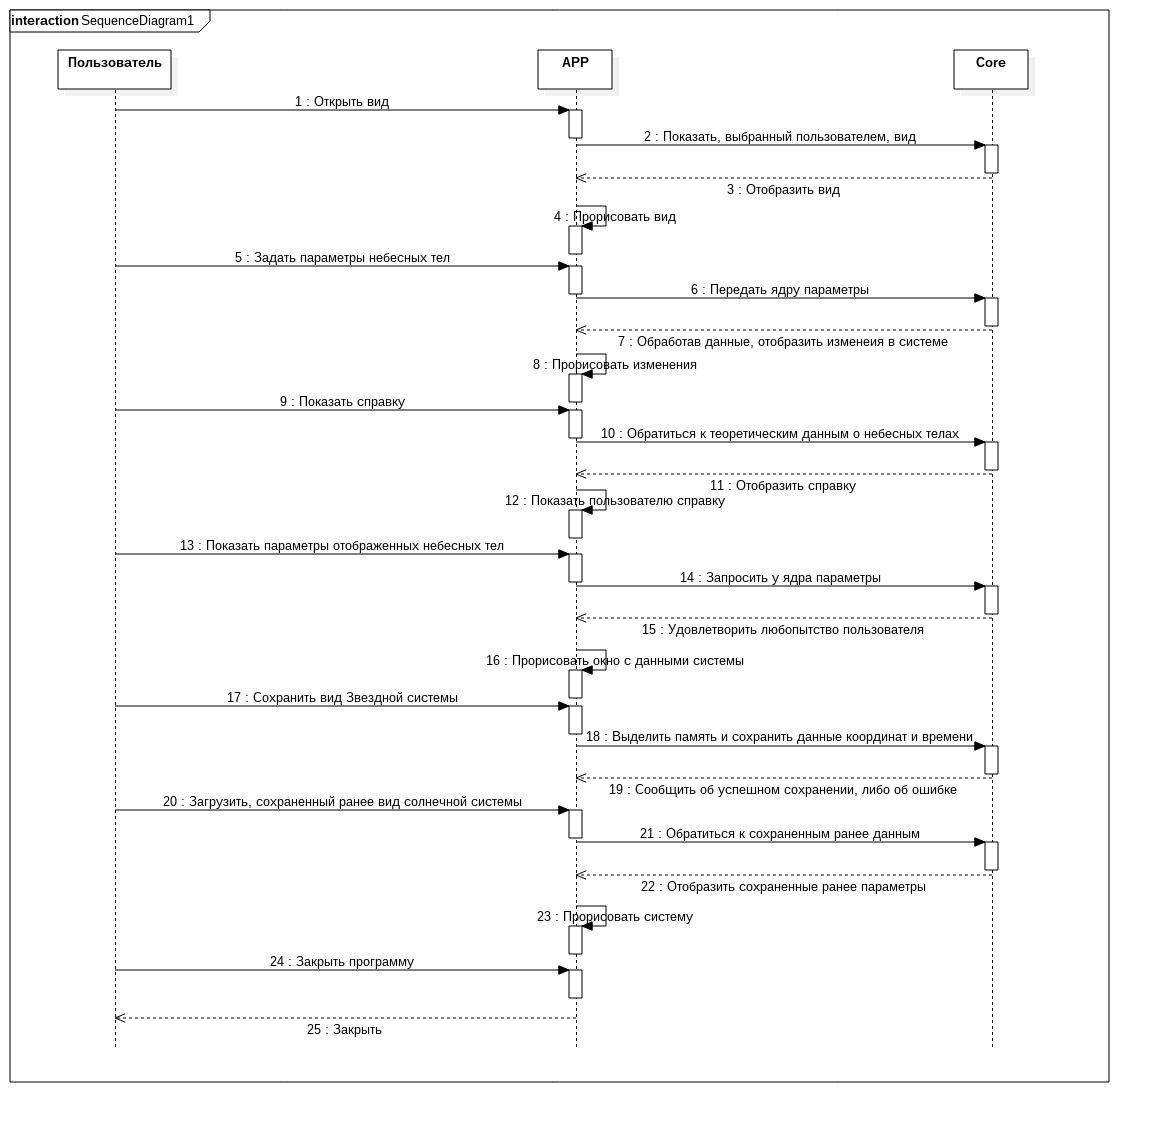 interaction SequenceDiagram1
Пользователь
APP
Core
1 : Открыть вид
2 : Показать, выбранный пользователем, вид
3 : Отобразить вид
4 : Прорисовать вид
5 : Задать параметры небесных тел
6 : Передать ядру параметры
7 : Обработав данные, отобразить изменеия в системе
8 : Прорисовать изменения
9 : Показать справку
10 : Обратиться к теоретическим данным о небесных телах
11 : Отобразить справку
12 : Показать пользователю справку
13 : Показать параметры отображенных небесных тел
14 : Запросить у ядра параметры
15 : Удовлетворить любопытство пользователя
16 : Прорисовать окно с данными системы
17 : Сохранить вид Звездной системы
18 : Выделить память и сохранить данные координат и времени
19 : Сообщить об успешном сохранении, либо об ошибке
20 : Загрузить, сохраненный ранее вид солнечной системы
21 : Обратиться к сохраненным ранее данным
22 : Отобразить сохраненные ранее параметры
23 : Прорисовать систему
24 : Закрыть программу
25 : Закрыть